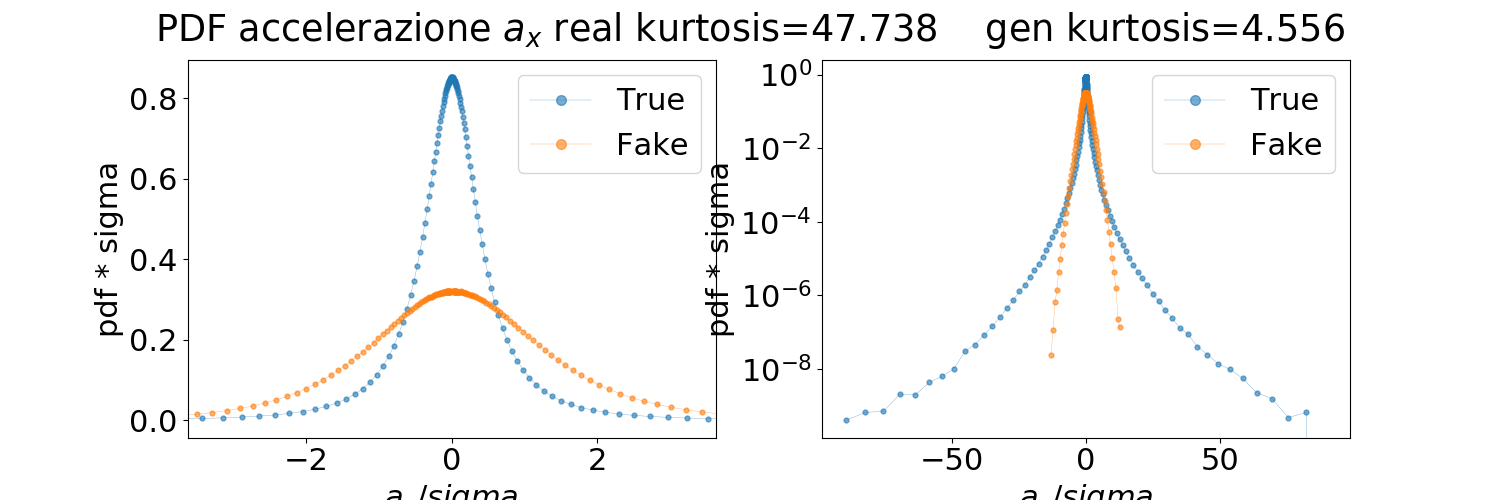 PDF accelerazione a_x real kurtosis=47.738 gen kurtosis=4.556
0.8
0.6
0.4
0.2
0.0
pdf * sigma
−2 0 2
a /sigma
True
Fake
10^0
10^−2
10^−4
10^−6
10^−8
pdf * sigma
−50 0 50
a /sigma
True
Fake